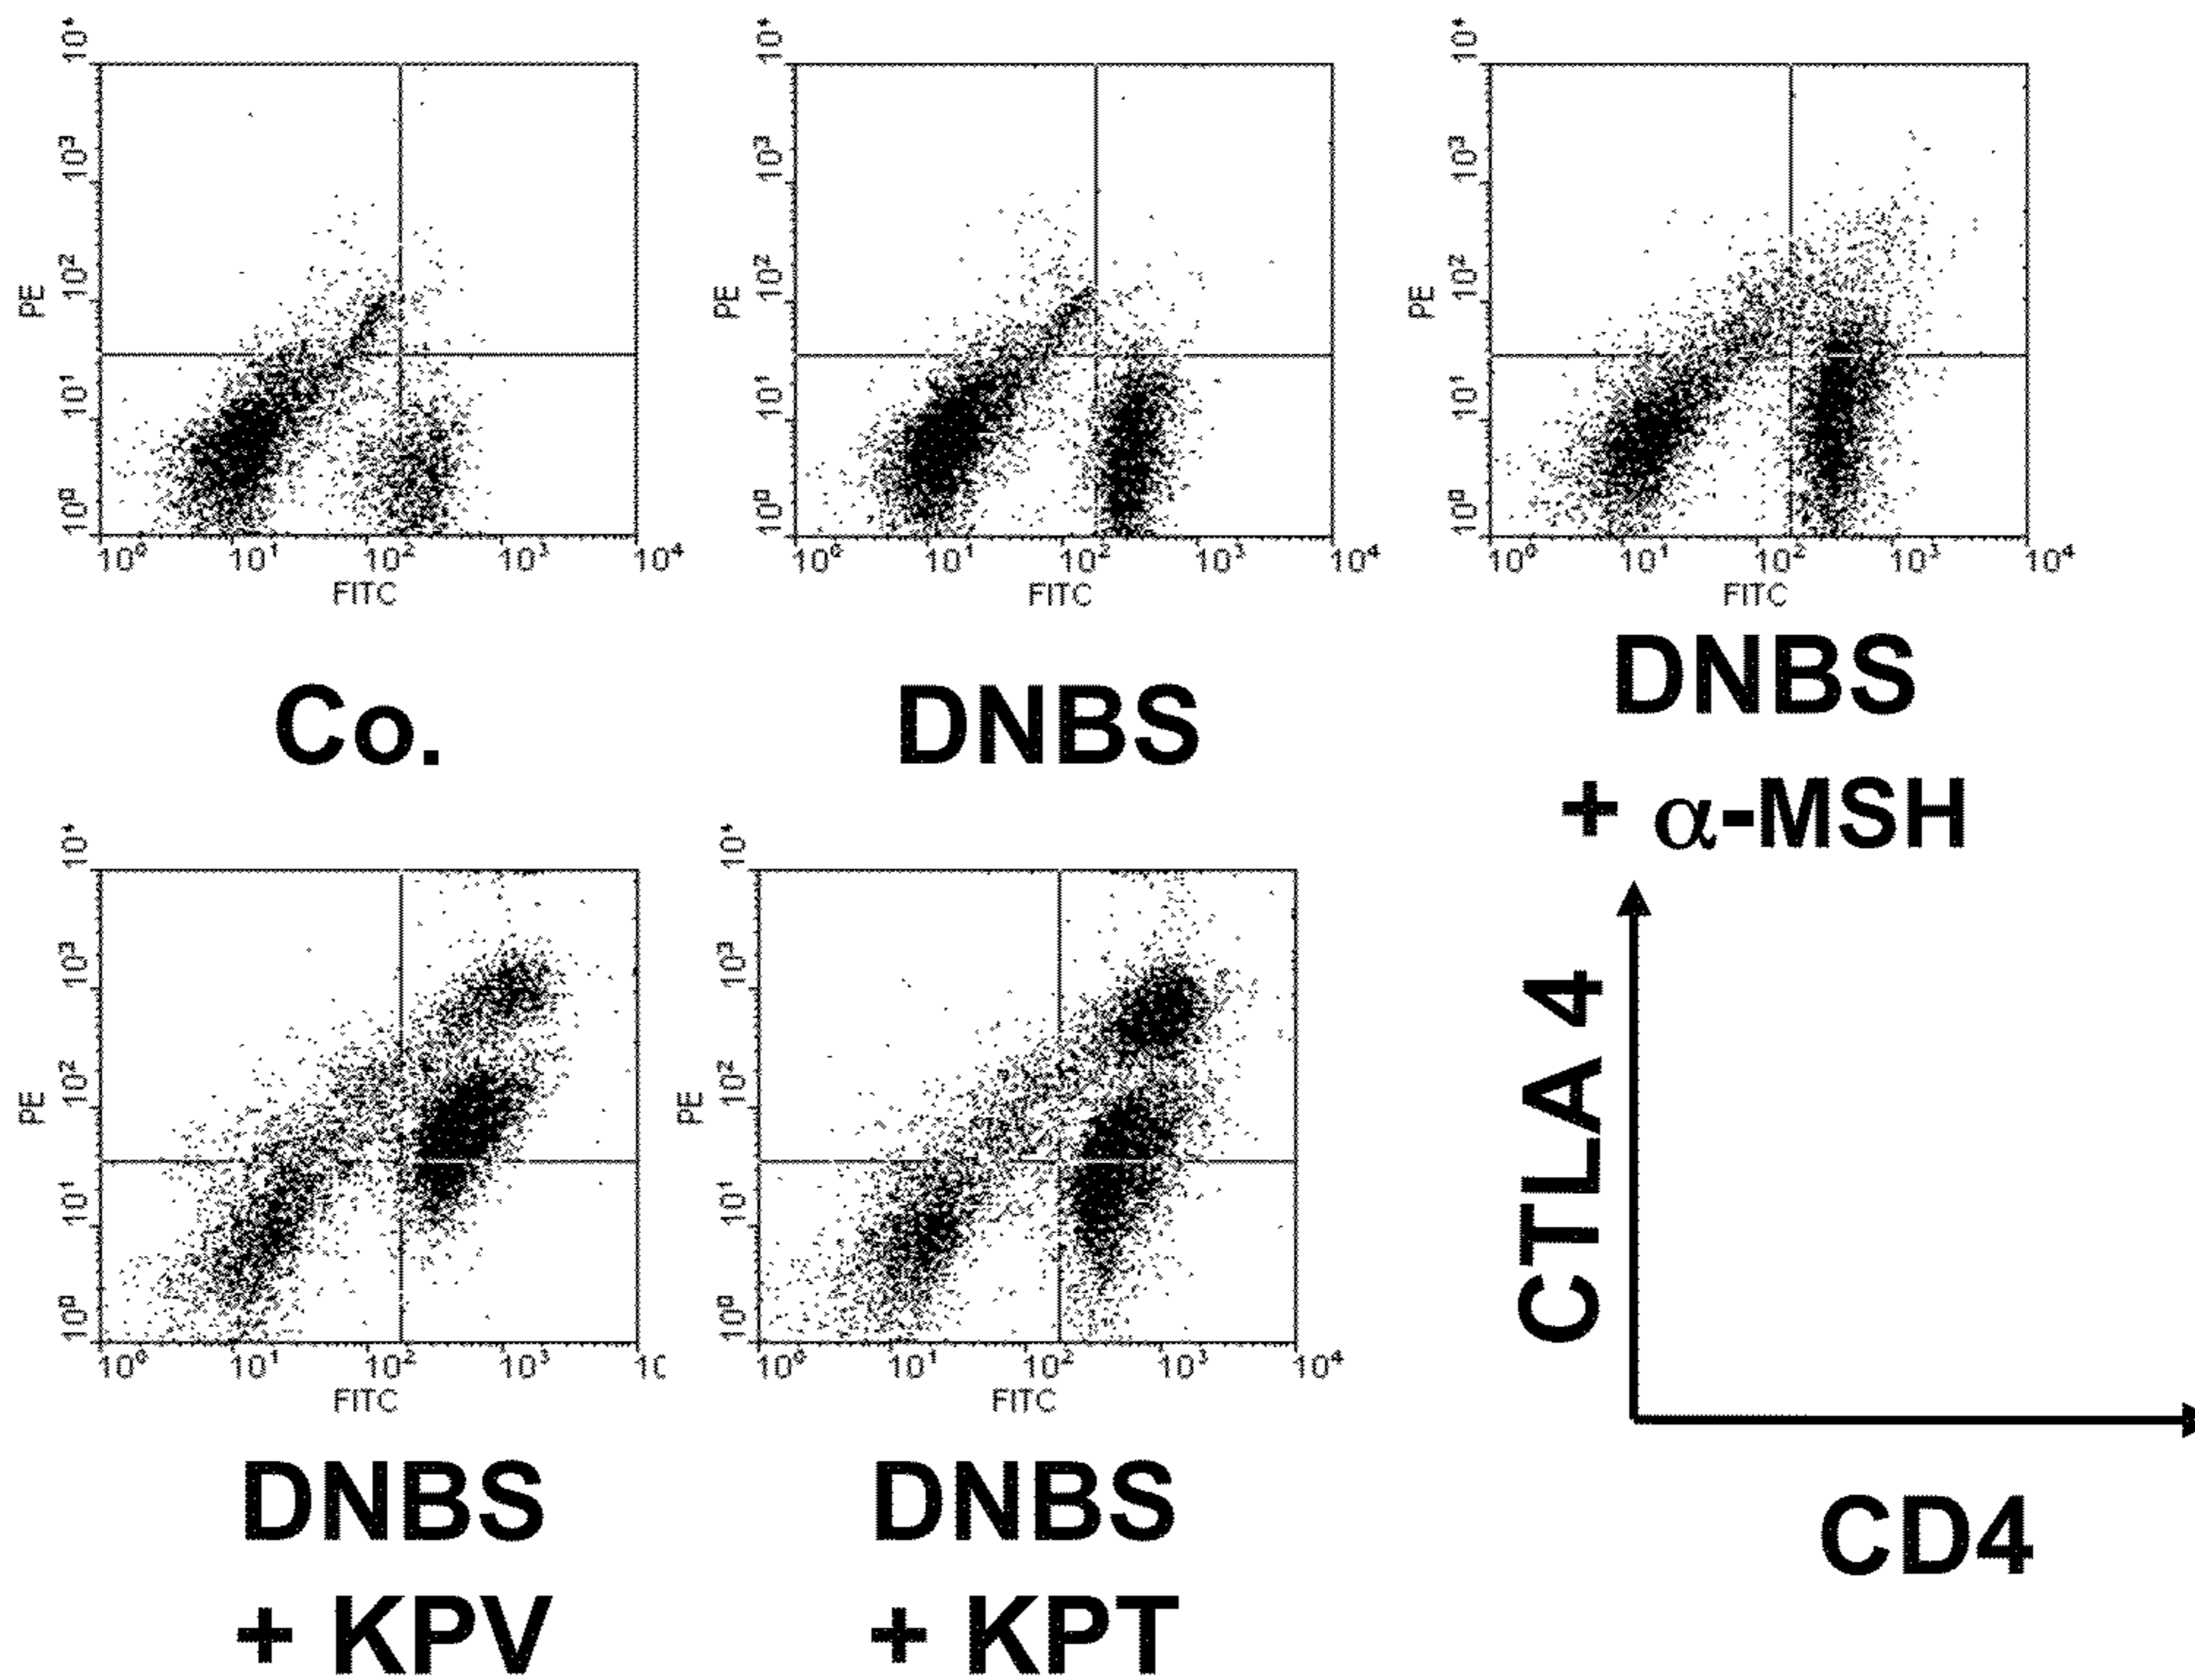 10⁴ 10⁴ 10⁴
10³ 10³ 10³
10² 10² 10²
PE PE PE
10¹ 10¹ 10¹
10⁰ 10⁰ 10⁰
10⁰ 10¹ 10² 10³ 10⁴ 10⁰ 10¹ 10² 10³ 10⁴ 10⁰ 10¹ 10² 10³ 10⁴
FITC FITC FITC
Co.
DNBS
DNBS
+ α-MSH
10⁴ 10⁴
10³ 10³
10² 10²
PE PE
10¹ 10¹
10⁰ 10⁰
10⁰ 10¹ 10² 10³ 10 10⁰ 10¹ 10² 10³ 10⁴
FITC FITC
DNBS
+ KPV
DNBS
+ KPT
CTLA 4
CD4